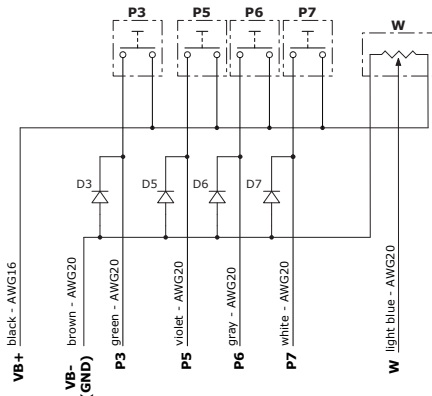 P3
P5
P6
P7
W
D3
D5
D6
D7
VB+
black - AWG16
VB-
(GND)
brown - AWG20
P3
green - AWG20
P5
violet - AWG20
P6
gray - AWG20
P7
white - AWG20
W
light blue - AWG20